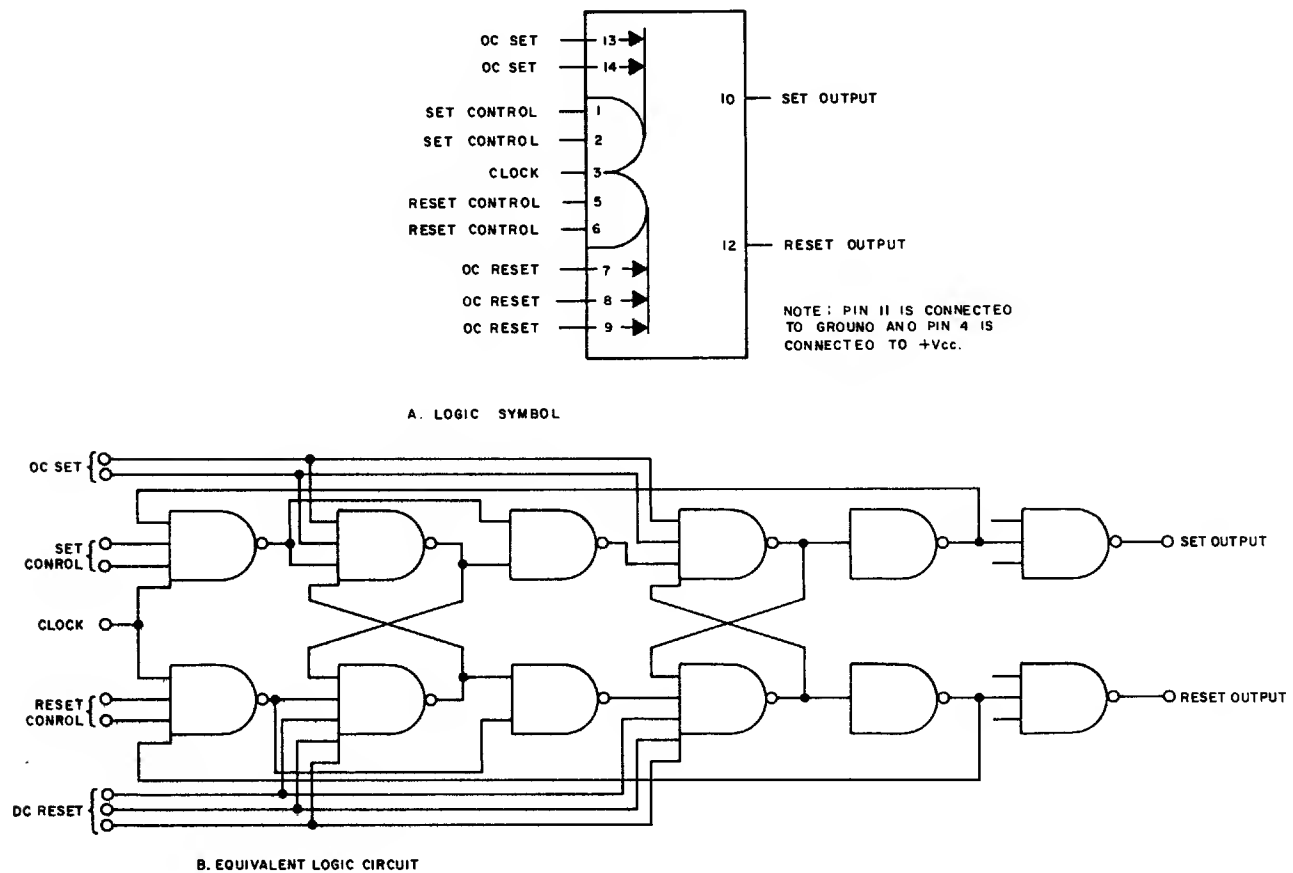 OC SET 13
OC SET 14
SET CONTROL 1
SET CONTROL 2
CLOCK 3
RESET CONTROL 5
RESET CONTROL 6
OC RESET 7
OC RESET 8
OC RESET 9
10 SET OUTPUT
12 RESET OUTPUT
NOTE: PIN 11 IS CONNECTED
TO GROUNO ANO PIN 4 IS
CONNECTED TO +Vcc.
A. LOGIC SYMBOL
OC SET
SET
CONROL
CLOCK
RESET
CONROL
DC RESET
SET OUTPUT
RESET OUTPUT
B. EQUIVALENT LOGIC CIRCUIT